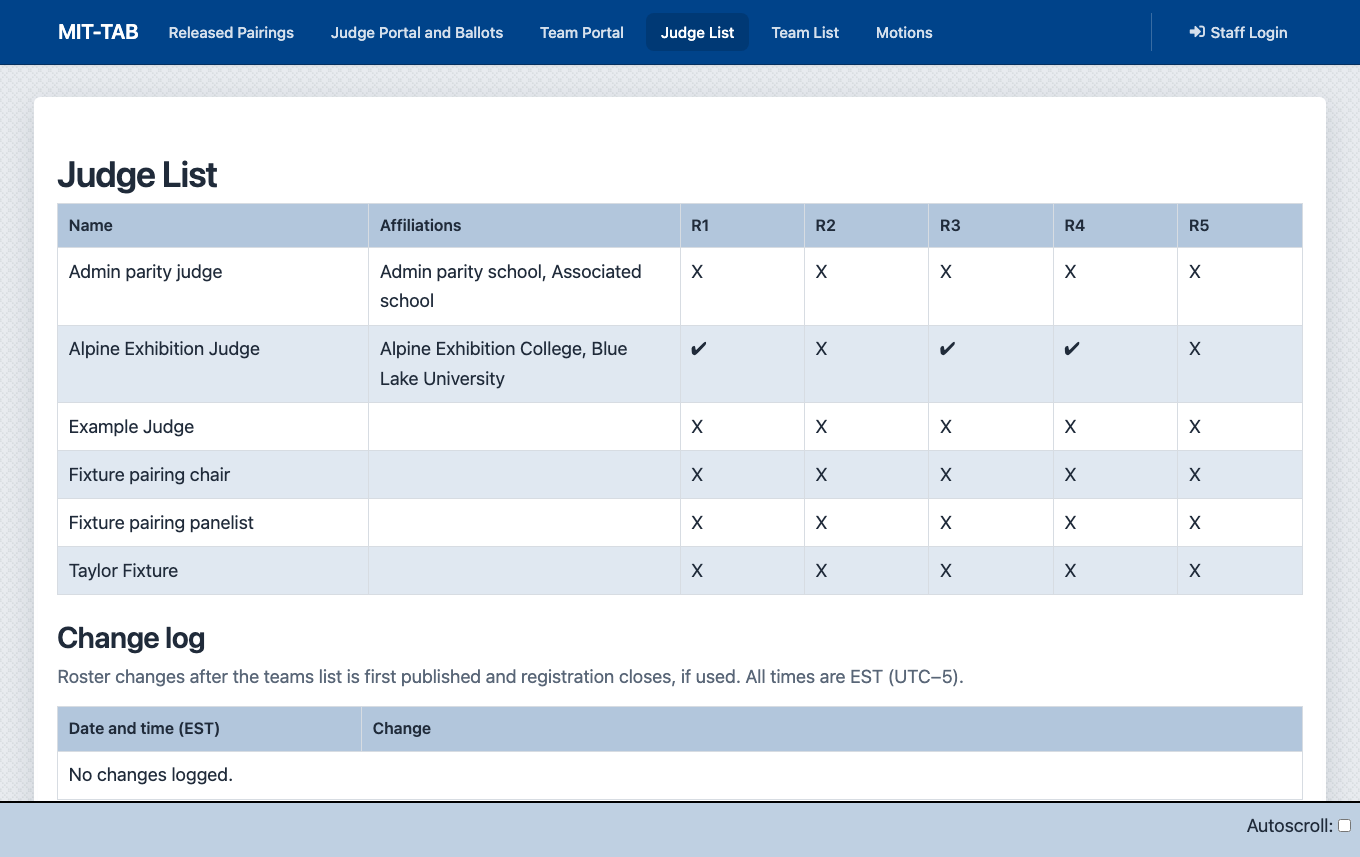 MIT-TAB Released Pairings Judge Portal and Ballots Team Portal Judge List Team List Motions Staff Login
Judge List
Name Affiliations R1 R2 R3 R4 R5
Admin parity judge Admin parity school, Associated school X X X X X
Alpine Exhibition Judge Alpine Exhibition College, Blue Lake University ✔ X ✔ ✔ X
Example Judge X X X X X
Fixture pairing chair X X X X X
Fixture pairing panelist X X X X X
Taylor Fixture X X X X X
Change log
Roster changes after the teams list is first published and registration closes, if used. All times are EST (UTC−5).
Date and time (EST) Change
No changes logged.
Autoscroll: